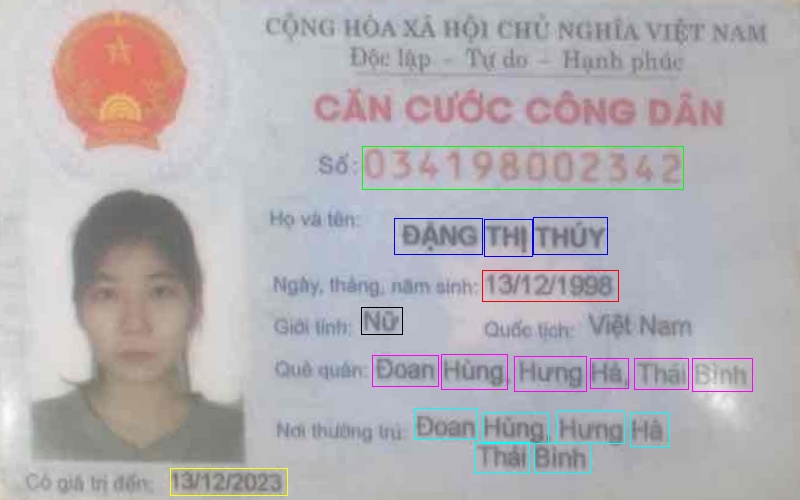 CỘNG HÒA XÃ HỘI CHỦ NGHĨA VIỆT NAM
Độc lập - Tự do - Hạnh phúc
CĂN CƯỚC CÔNG DÂN
Số: 034198002342
Họ và tên: ĐẶNG THỊ THÚY
Ngày, tháng, năm sinh: 13/12/1998
Giới tính: Nữ Quốc tịch: Việt Nam
Quê quán: Đoan Hùng, Hưng Hà, Thái Bình
Nơi thường trú: Đoan Hùng, Hưng Hà
Thái Bình
Có giá trị đến: 13/12/2023